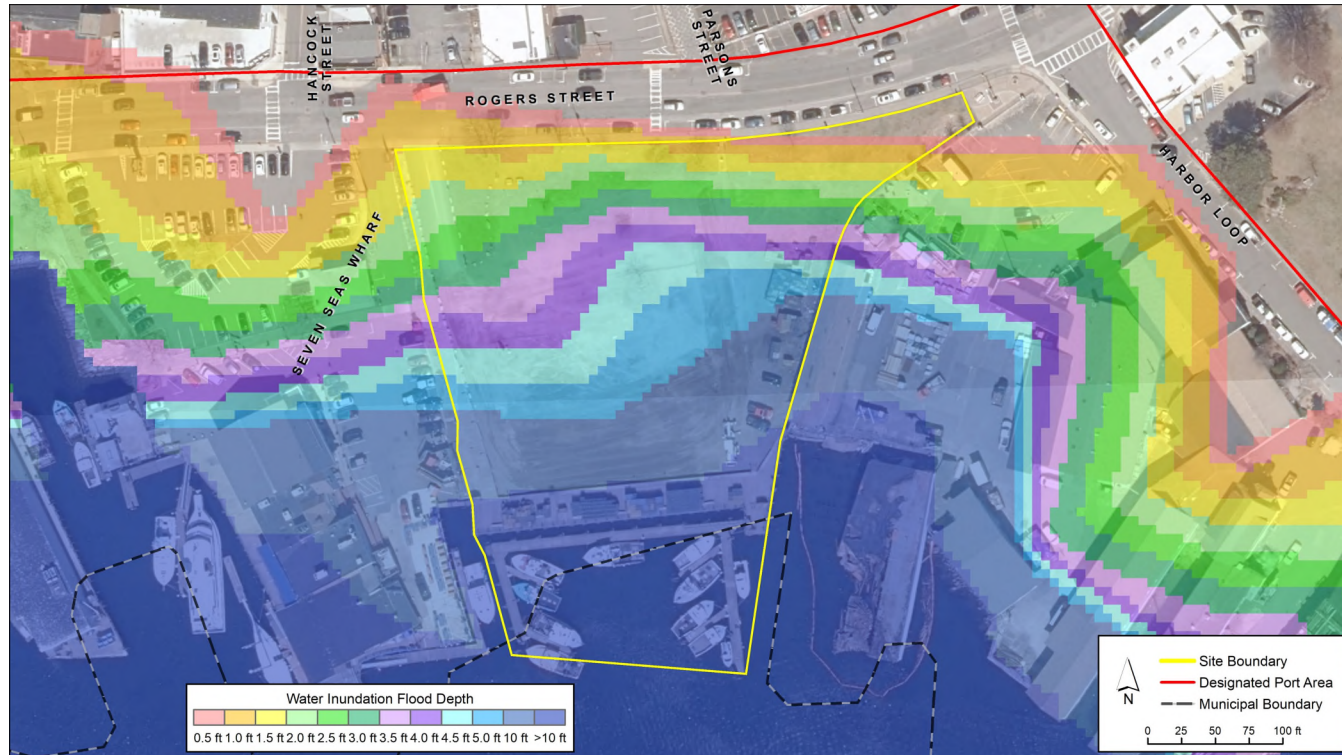 HANCOCK
STREET
PARSONS
STREET
ROGERS STREET
HARBOR LOOP
SEVEN SEAS WHARF
Water Inundation Flood Depth
0.5 ft 1.0 ft 1.5 ft 2.0 ft 2.5 ft 3.0 ft 3.5 ft 4.0 ft 4.5 ft 5.0 ft 10 ft >10 ft
N
Site Boundary
Designated Port Area
Municipal Boundary
0 25 50 100 ft